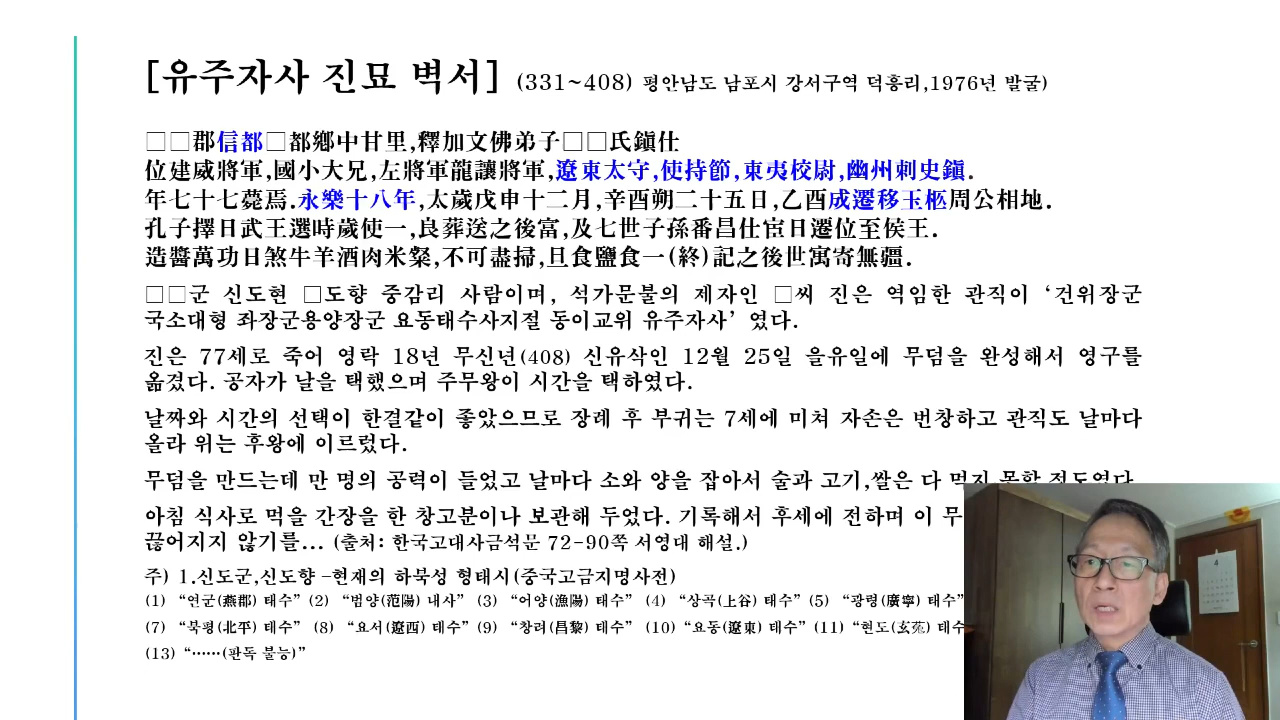 [유주자사 진묘 벽서] (331~408) 평안남도 남포시 강서구역 덕흥리,1976년 발굴)
□□郡信都□都鄕中甘里,釋加文佛弟子□□氏鎭仕
位建威將軍,國小大兄,左將軍龍讓將軍,遼東太守,使持節,東夷校尉,幽州刺史鎭.
年七十七薨焉.永樂十八年,太歲戊申十二月,辛酉朔二十五日,乙酉成遷移玉柩周公相地.
孔子擇日武王選時歲使一,良葬送之後富,及七世子孫番昌仕宦日遷位至侯王.
造醬萬功日煞牛羊酒肉米粲,不可盡掃,旦食鹽食一(終)記之後世寓寄無疆.
□□군 신도현 □도향 중감리 사람이며, 석가문불의 제자인 □씨 진은 역임한 관직이 ‘건위장군
국소대형 좌장군용양장군 요동태수사지절 동이교위 유주자사’ 였다.
진은 77세로 죽어 영락 18년 무신년(408) 신유삭인 12월 25일 을유일에 무덤을 완성해서 영구를
옮겼다. 공자가 날을 택했으며 주무왕이 시간을 택하였다.
날짜와 시간의 선택이 한결같이 좋았으므로 장례 후 부귀는 7세에 미쳐 자손은 번창하고 관직도 날마다
올라 위는 후왕에 이르렀다.
무덤을 만드는데 만 명의 공력이 들었고 날마다 소와 양을 잡아서 술과 고기,쌀은 다 먹지 못할 정도였다.
아침 식사로 먹을 간장을 한 창고분이나 보관해 두었다. 기록해서 후세에 전하며 이 무
끊어지지 않기를... (출처: 한국고대사금석문 72-90쪽 서영대 해설.)
주) 1.신도군,신도향 -현재의 하북성 형태시(중국고금지명사전)
(1) “연군(燕郡) 태수” (2) “범양(范陽) 내사” (3) “어양(漁陽) 태수” (4) “상곡(上谷) 태수” (5) “광령(廣寧) 태수”
(7) “북평(北平) 태수” (8) “요서(遼西) 태수” (9) “창려(昌黎) 태수” (10) “요동(遼東) 태수” (11) “현도(玄菟) 태수
(13) “……(판독 불능)”
4